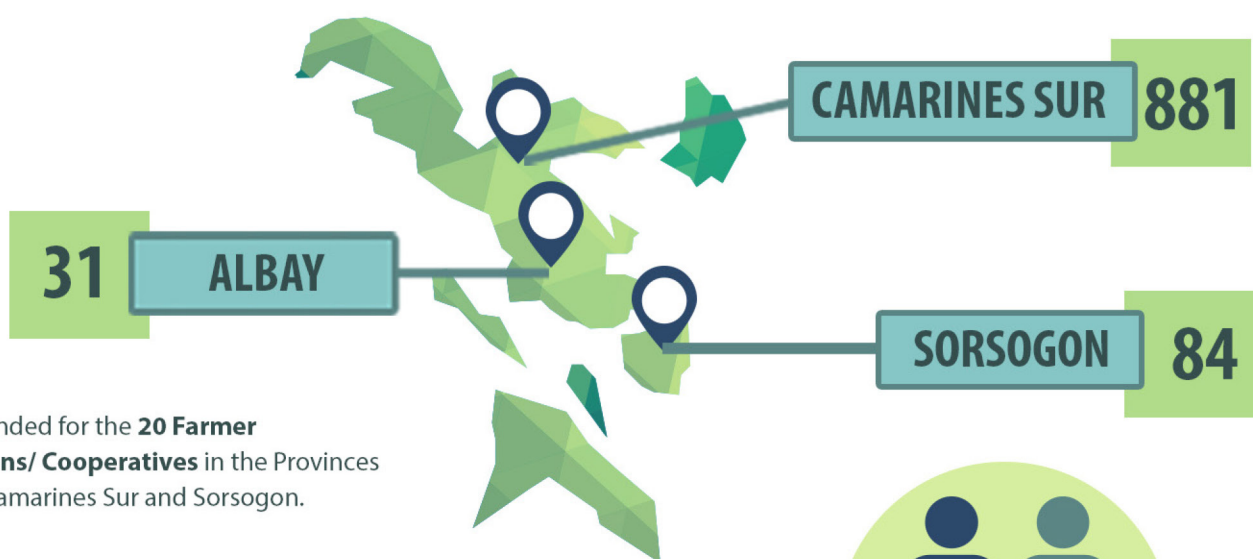 CAMARINES SUR 881
31 ALBAY
SORSOGON 84
nded for the 20 Farmer
ns/ Cooperatives in the Provinces
amarines Sur and Sorsogon.